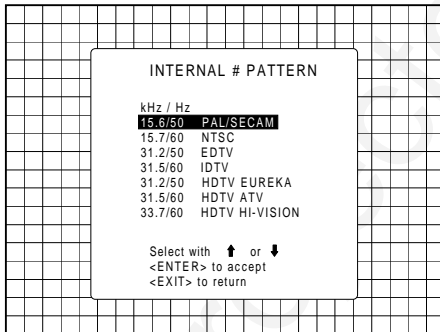 INTERNAL # PATTERN
kHz / Hz
15.6/50 PAL/SECAM
15.7/60 NTSC
31.2/50 EDTV
31.5/60 IDTV
31.2/50 HDTV EUREKA
31.5/60 HDTV ATV
33.7/60 HDTV HI-VISION
Select with ⬆ or ⬇
<ENTER> to accept
<EXIT> to return